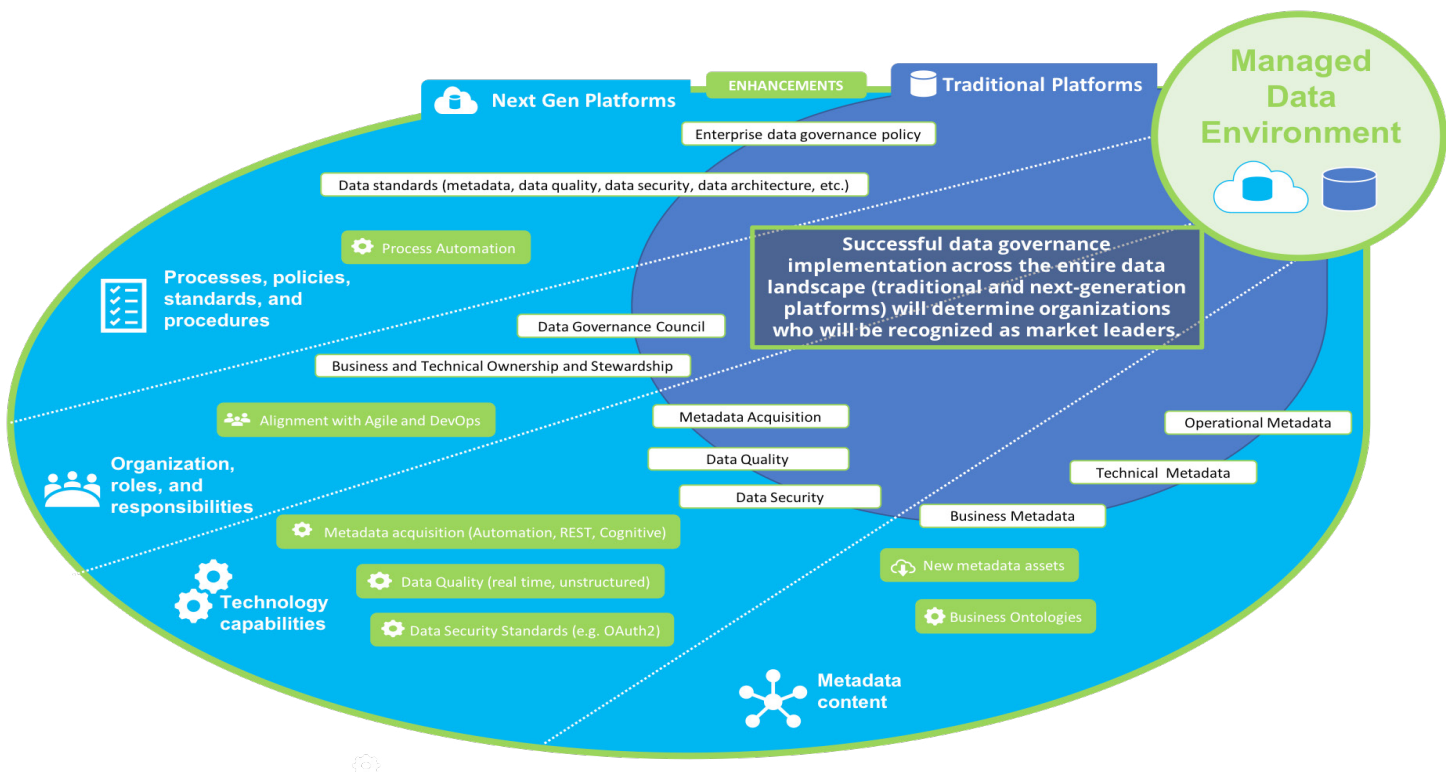 Managed
Data
Environment
Next Gen Platforms
ENHANCEMENTS
Traditional Platforms
Enterprise data governance policy
Data standards (metadata, data quality, data security, data architecture, etc.)
Process Automation
Processes, policies,
standards, and
procedures
Successful data governance
implementation across the entire data
landscape (traditional and next-generation
platforms) will determine organizations
who will be recognized as market leaders.
Data Governance Council
Business and Technical Ownership and Stewardship
Alignment with Agile and DevOps
Organization,
roles, and
responsibilities
Metadata Acquisition
Data Quality
Data Security
Metadata acquisition (Automation, REST, Cognitive)
Data Quality (real time, unstructured)
Data Security Standards (e.g. OAuth2)
Technology
capabilities
Operational Metadata
Technical Metadata
Business Metadata
New metadata assets
Business Ontologies
Metadata
content